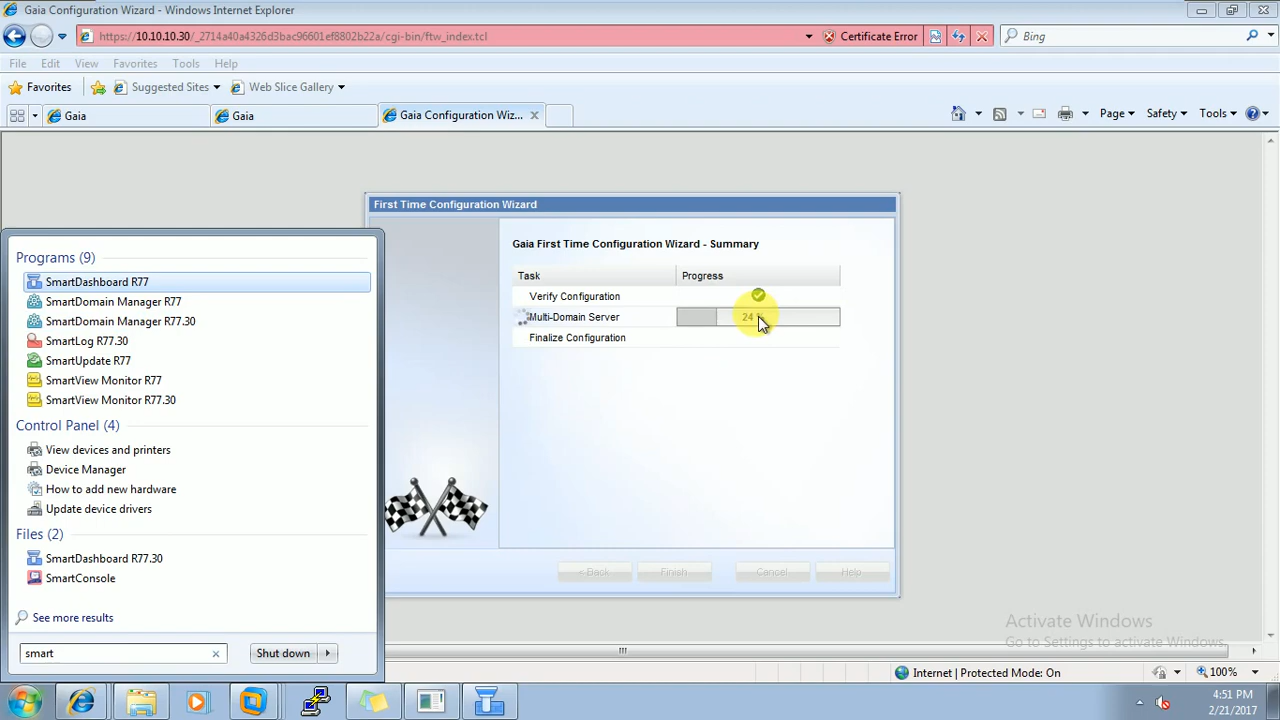 Gaia Configuration Wizard - Windows Internet Explorer
https://10.10.10.30/_2714a40a4326d3bac96601ef8802b22a/cgi-bin/ftw_index.tcl
Certificate Error
Bing
File Edit View Favorites Tools Help
Favorites Suggested Sites Web Slice Gallery
Gaia Gaia Gaia Configuration Wiz... Page Safety Tools
First Time Configuration Wizard
Gaia First Time Configuration Wizard - Summary
Task Progress
Verify Configuration
Multi-Domain Server 24
Finalize Configuration
< Back Finish Cancel Help
Programs (9)
SmartDashboard R77
SmartDomain Manager R77
SmartDomain Manager R77.30
SmartLog R77.30
SmartUpdate R77
SmartView Monitor R77
SmartView Monitor R77.30
Control Panel (4)
View devices and printers
Device Manager
How to add new hardware
Update device drivers
Files (2)
SmartDashboard R77.30
SmartConsole
See more results
smart
Shut down
Activate Windows
Go to Settings to activate Windows.
Internet | Protected Mode: On 100%
4:51 PM
2/21/2017